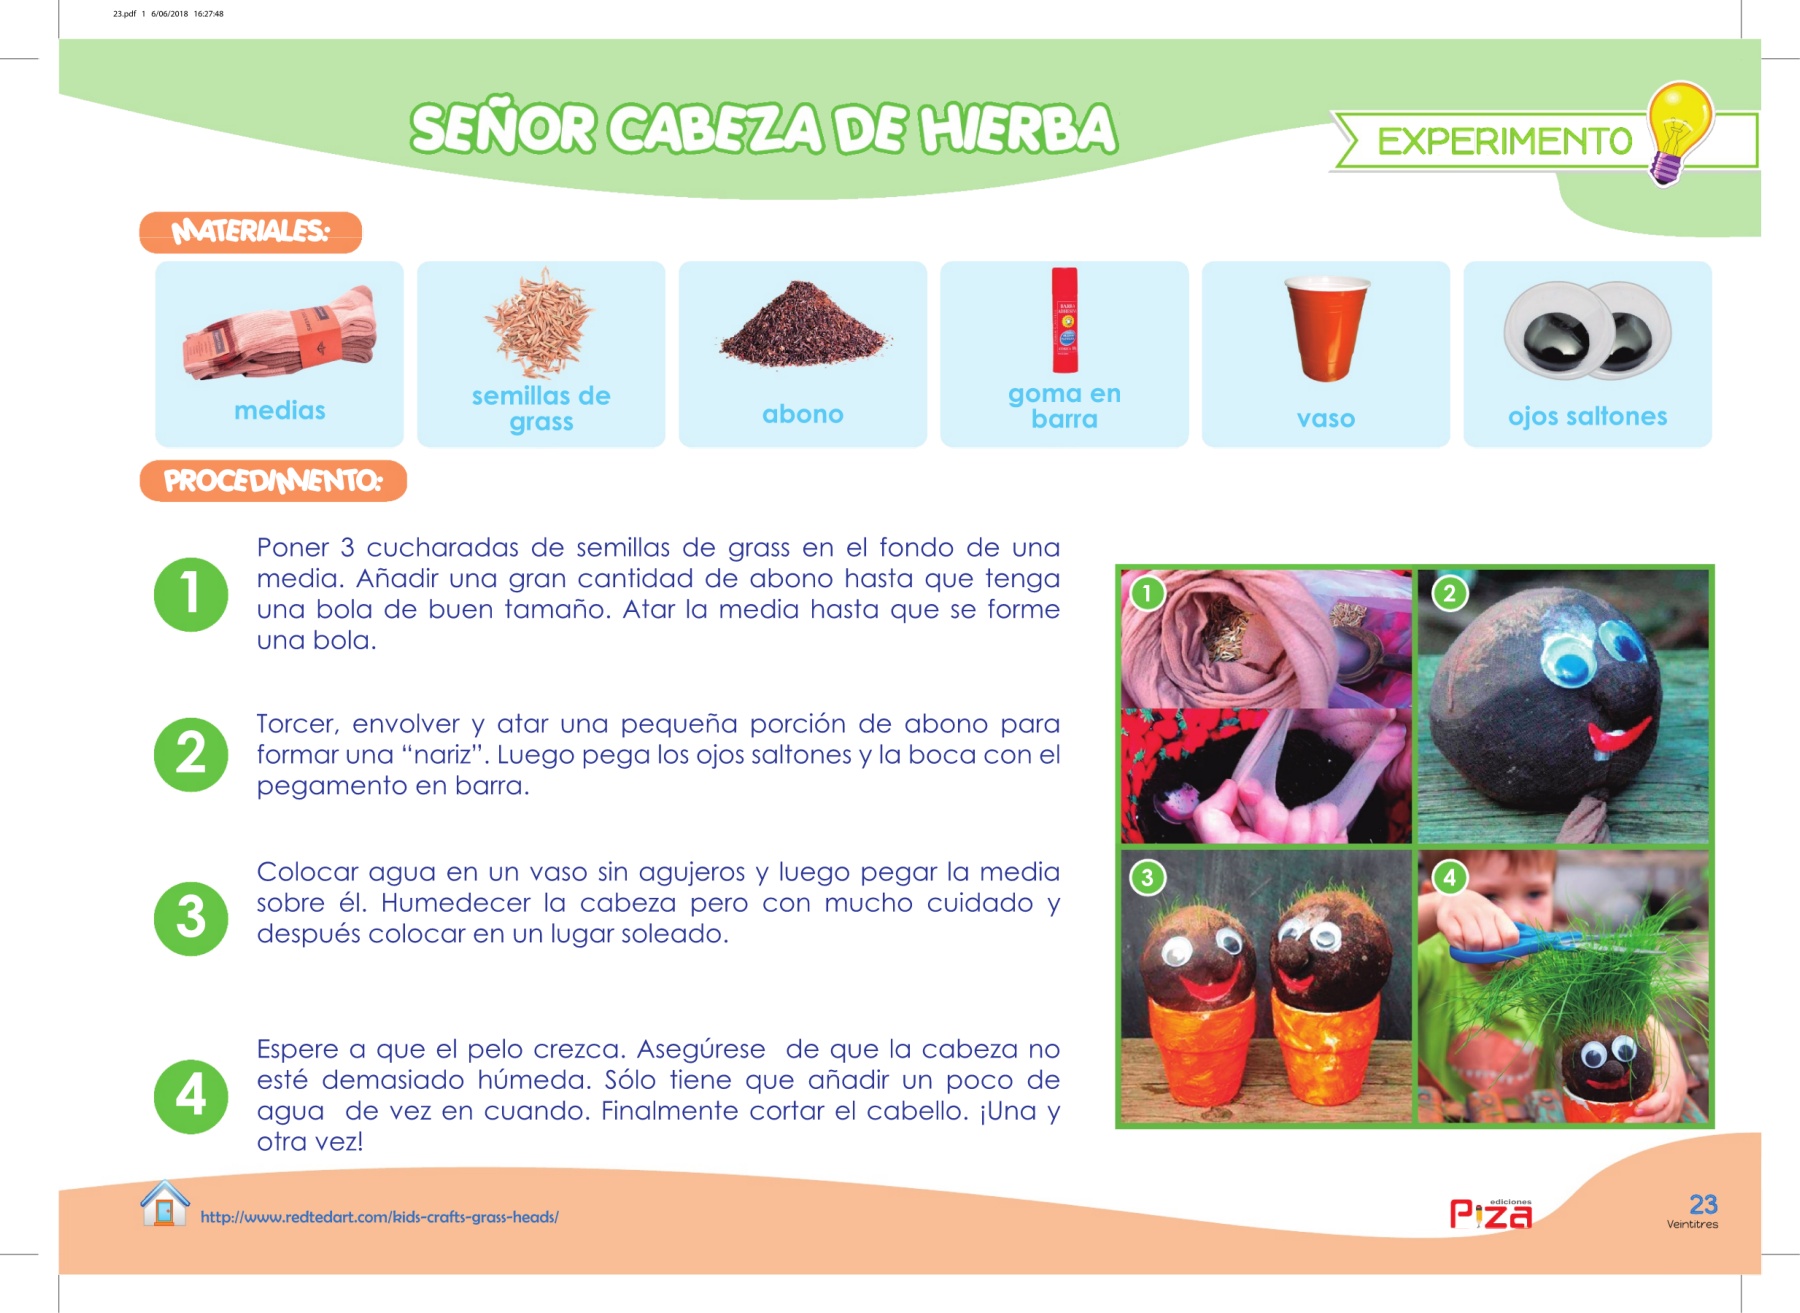 23.pdf 1 6/06/2018 16:27:48
SEÑOR CABEZA DE HIERBA
EXPERIMENTO
MATERIALES:
medias
semillas de
grass
abono
goma en
barra
vaso
ojos saltones
PROCEDIMIENTO:
1
Poner 3 cucharadas de semillas de grass en el fondo de una
media. Añadir una gran cantidad de abono hasta que tenga
una bola de buen tamaño. Atar la media hasta que se forme
una bola.
2
Torcer, envolver y atar una pequeña porción de abono para
formar una “nariz”. Luego pega los ojos saltones y la boca con el
pegamento en barra.
3
Colocar agua en un vaso sin agujeros y luego pegar la media
sobre él. Humedecer la cabeza pero con mucho cuidado y
después colocar en un lugar soleado.
4
Espere a que el pelo crezca. Asegúrese de que la cabeza no
esté demasiado húmeda. Sólo tiene que añadir un poco de
agua de vez en cuando. Finalmente cortar el cabello. ¡Una y
otra vez!
1
2
3
4
http://www.redtedart.com/kids-crafts-grass-heads/
ediciones
Piza
23
Veintitres